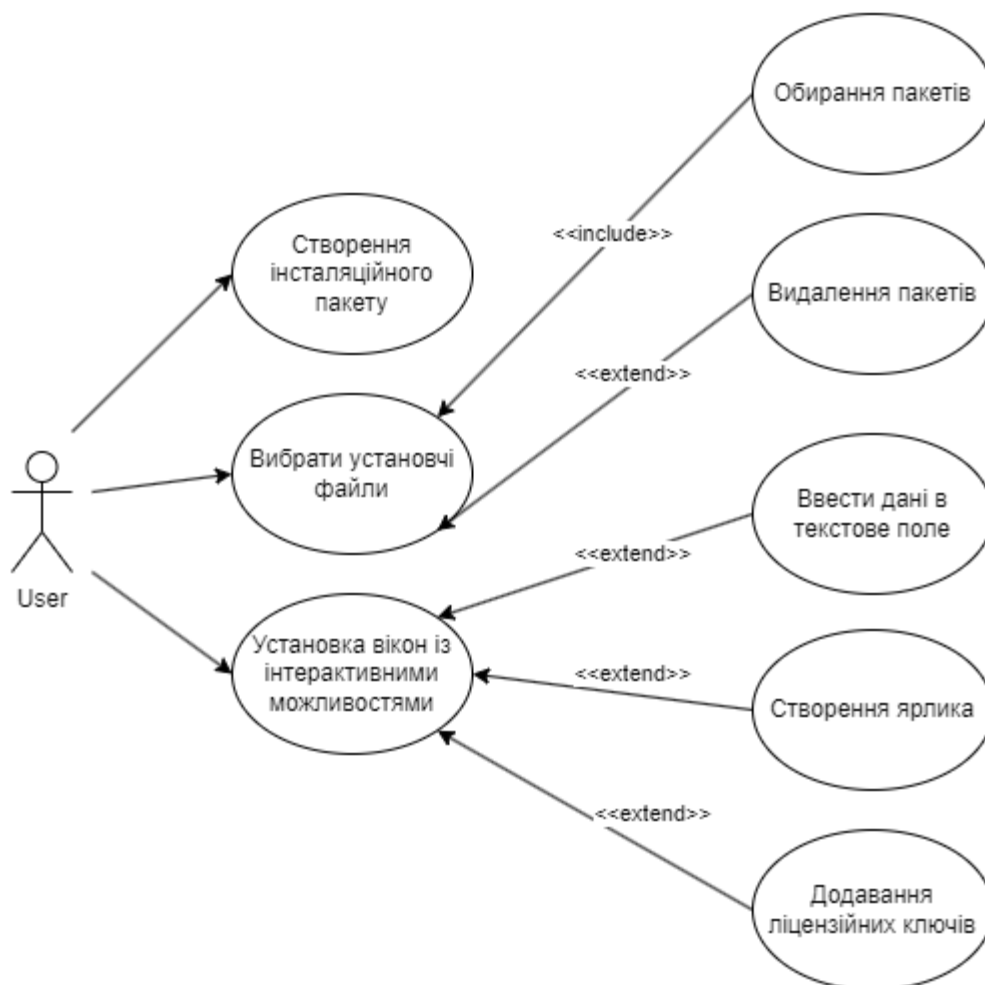 Обирання пакетів
<<include>>
Створення
інсталяційного
пакету
Видалення пакетів
<<extend>>
Вибрати установчі
файли
Ввести дані в
текстове поле
<<extend>>
User
Установка вікон із
інтерактивними
можливостями
<<extend>>
Створення ярлика
<<extend>>
Додавання
ліцензійних ключів